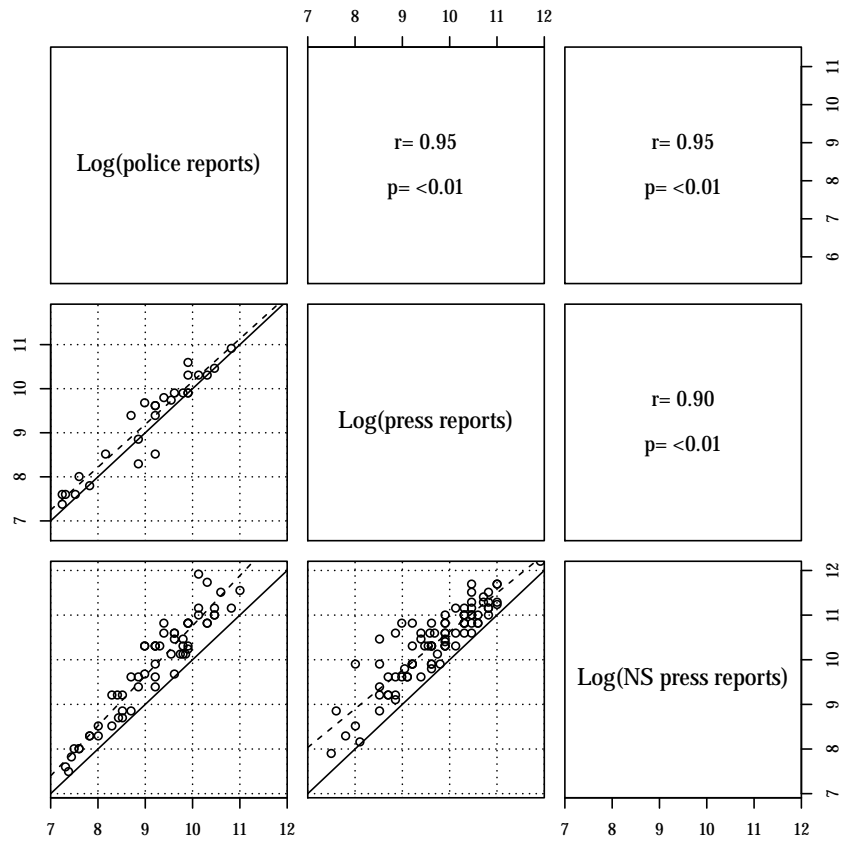 7 8 9 10 11 12
Log(police reports)
r= 0.95
p= <0.01
r= 0.95
p= <0.01
11
10
9
8
7
6
11
10
9
8
7
Log(press reports)
r= 0.90
p= <0.01
Log(NS press reports)
12
11
10
9
8
7
7 8 9 10 11 12
7 8 9 10 11 12